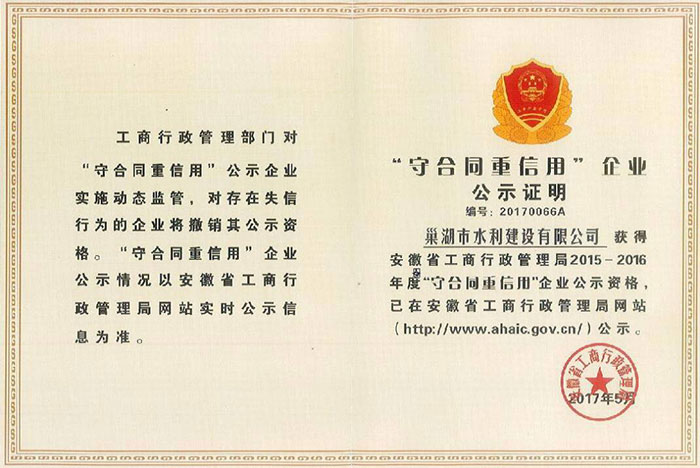 工商行政管理部门对
“守合同重信用”公示企业
实施动态监管，对存在失信
行为的企业将撤销其公示资
格。“守合同重信用”企业
公示情况以安徽省工商行
政管理局网站实时公示信
息为准。
“守合同重信用”企业
公示证明
编号：20170066A
巢湖市水利建设有限公司 获得
安徽省工商行政管理局2015－2016
年度“守合同重信用”企业公示资格，
已在安徽省工商行政管理局网站
(http://www.ahaic.gov.cn/)公示。
安徽省工商行政管理局
2017年5月